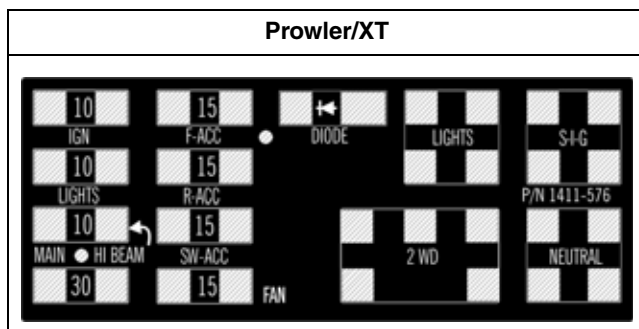 Prowler/XT
10 15
IGN F-ACC DIODE LIGHTS S-I-G
10 15
LIGHTS R-ACC P/N 1411-576
10 15
MAIN HI BEAM SW-ACC 2 WD NEUTRAL
30 15 FAN